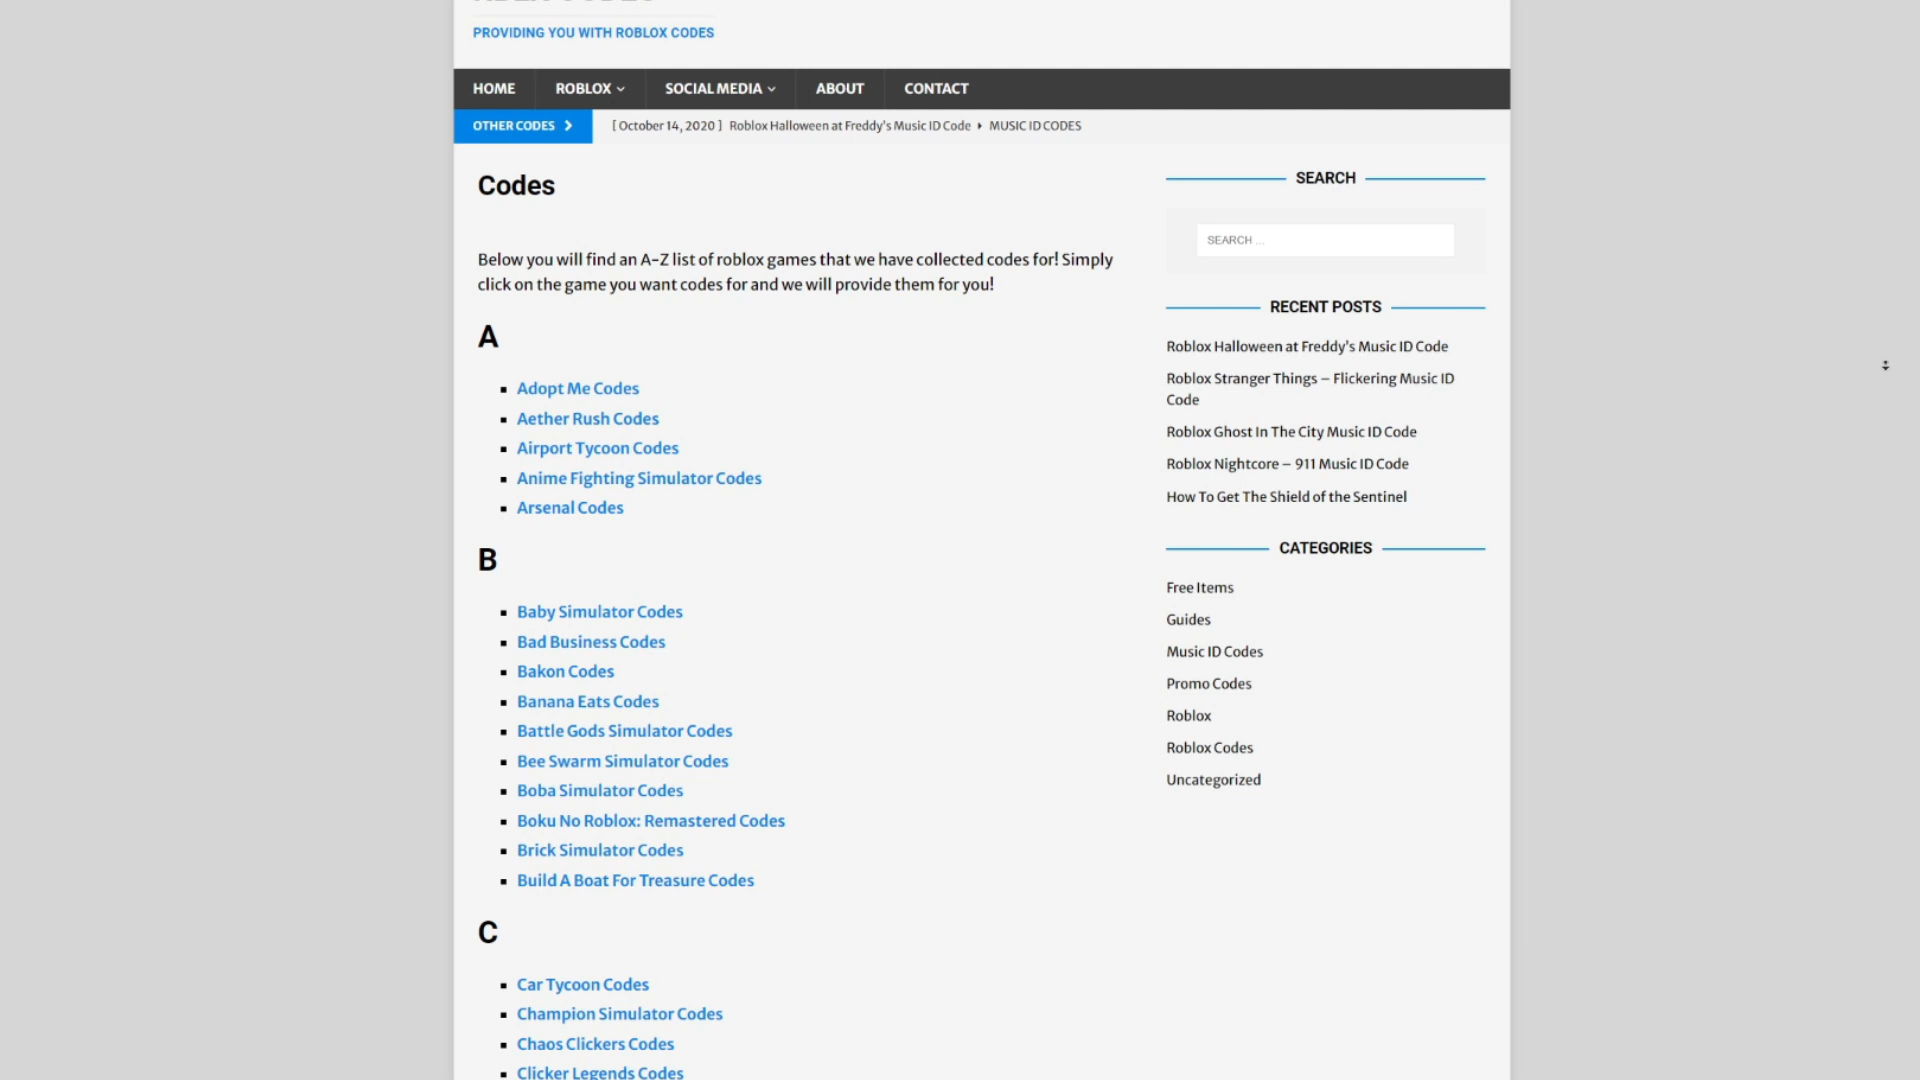 PROVIDING YOU WITH ROBLOX CODES
HOME
ROBLOX
SOCIAL MEDIA
ABOUT
CONTACT
OTHER CODES
[ October 14, 2020 ] Roblox Halloween at Freddy's Music ID Code
MUSIC ID CODES
Codes
Below you will find an A-Z list of roblox games that we have collected codes for! Simply
click on the game you want codes for and we will provide them for you!
A
Adopt Me Codes
Aether Rush Codes
Airport Tycoon Codes
Anime Fighting Simulator Codes
Arsenal Codes
B
Baby Simulator Codes
Bad Business Codes
Bakon Codes
Banana Eats Codes
Battle Gods Simulator Codes
Bee Swarm Simulator Codes
Boba Simulator Codes
Boku No Roblox: Remastered Codes
Brick Simulator Codes
Build A Boat For Treasure Codes
C
Car Tycoon Codes
Champion Simulator Codes
Chaos Clickers Codes
Clicker Legends Codes
SEARCH
SEARCH ...
RECENT POSTS
Roblox Halloween at Freddy's Music ID Code
Roblox Stranger Things – Flickering Music ID
Code
Roblox Ghost In The City Music ID Code
Roblox Nightcore – 911 Music ID Code
How To Get The Shield of the Sentinel
CATEGORIES
Free Items
Guides
Music ID Codes
Promo Codes
Roblox
Roblox Codes
Uncategorized